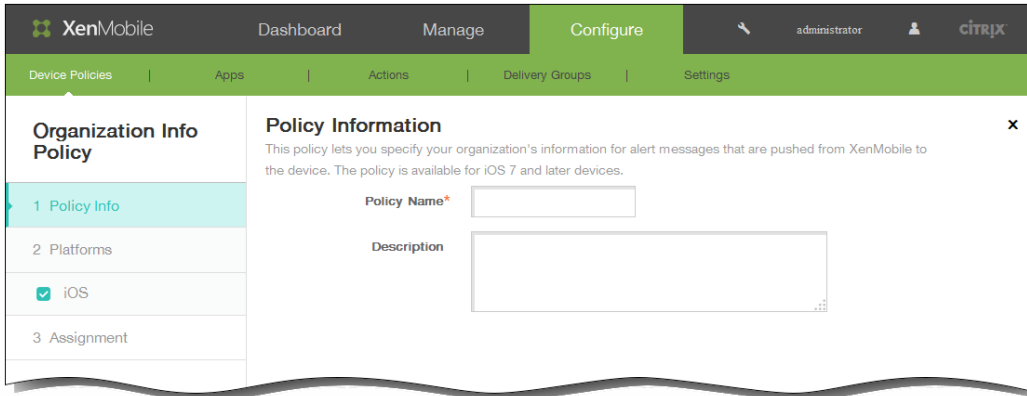 XenMobile Dashboard Manage Configure administrator CITRIX
Device Policies | Apps | Actions | Delivery Groups | Settings
Organization Info
Policy
1 Policy Info
2 Platforms
iOS
3 Assignment
Policy Information
This policy lets you specify your organization's information for alert messages that are pushed from XenMobile to
the device. The policy is available for iOS 7 and later devices.
Policy Name*
Description